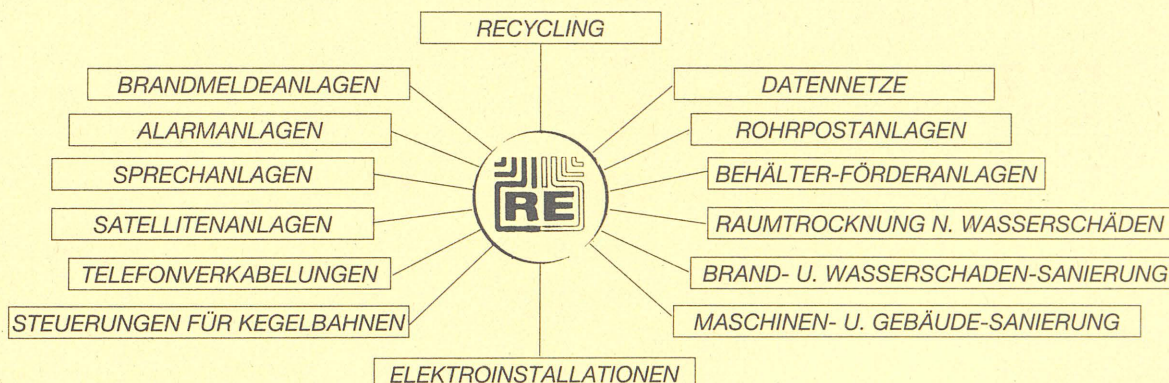 RECYCLING
BRANDMELDEANLAGEN
ALARMANLAGEN
SPRECHANLAGEN
SATELLITENANLAGEN
TELEFONVERKABELUNGEN
STEUERUNGEN FÜR KEGELBAHNEN
RE
DATENNETZE
ROHRPOSTANLAGEN
BEHÄLTER-FÖRDERANLAGEN
RAUMTROCKNUNG N. WASSERSCHÄDEN
BRAND- U. WASSERSCHADEN-SANIERUNG
MASCHINEN- U. GEBÄUDE-SANIERUNG
ELEKTROINSTALLATIONEN